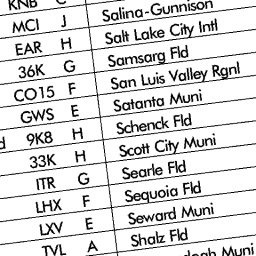 KNB C
MCI J Salina-Gunnison
EAR H Salt Lake City Intl
36K G Samsarg Fld
CO15 F San Luis Valley Rgnl
GWS E Satanta Muni
9K8 H Schenck Fld
33K H Scott City Muni
ITR G Searle Fld
LHX F Sequoia Fld
LXV E Seward Muni
TVL A Shalz Fld
Muni